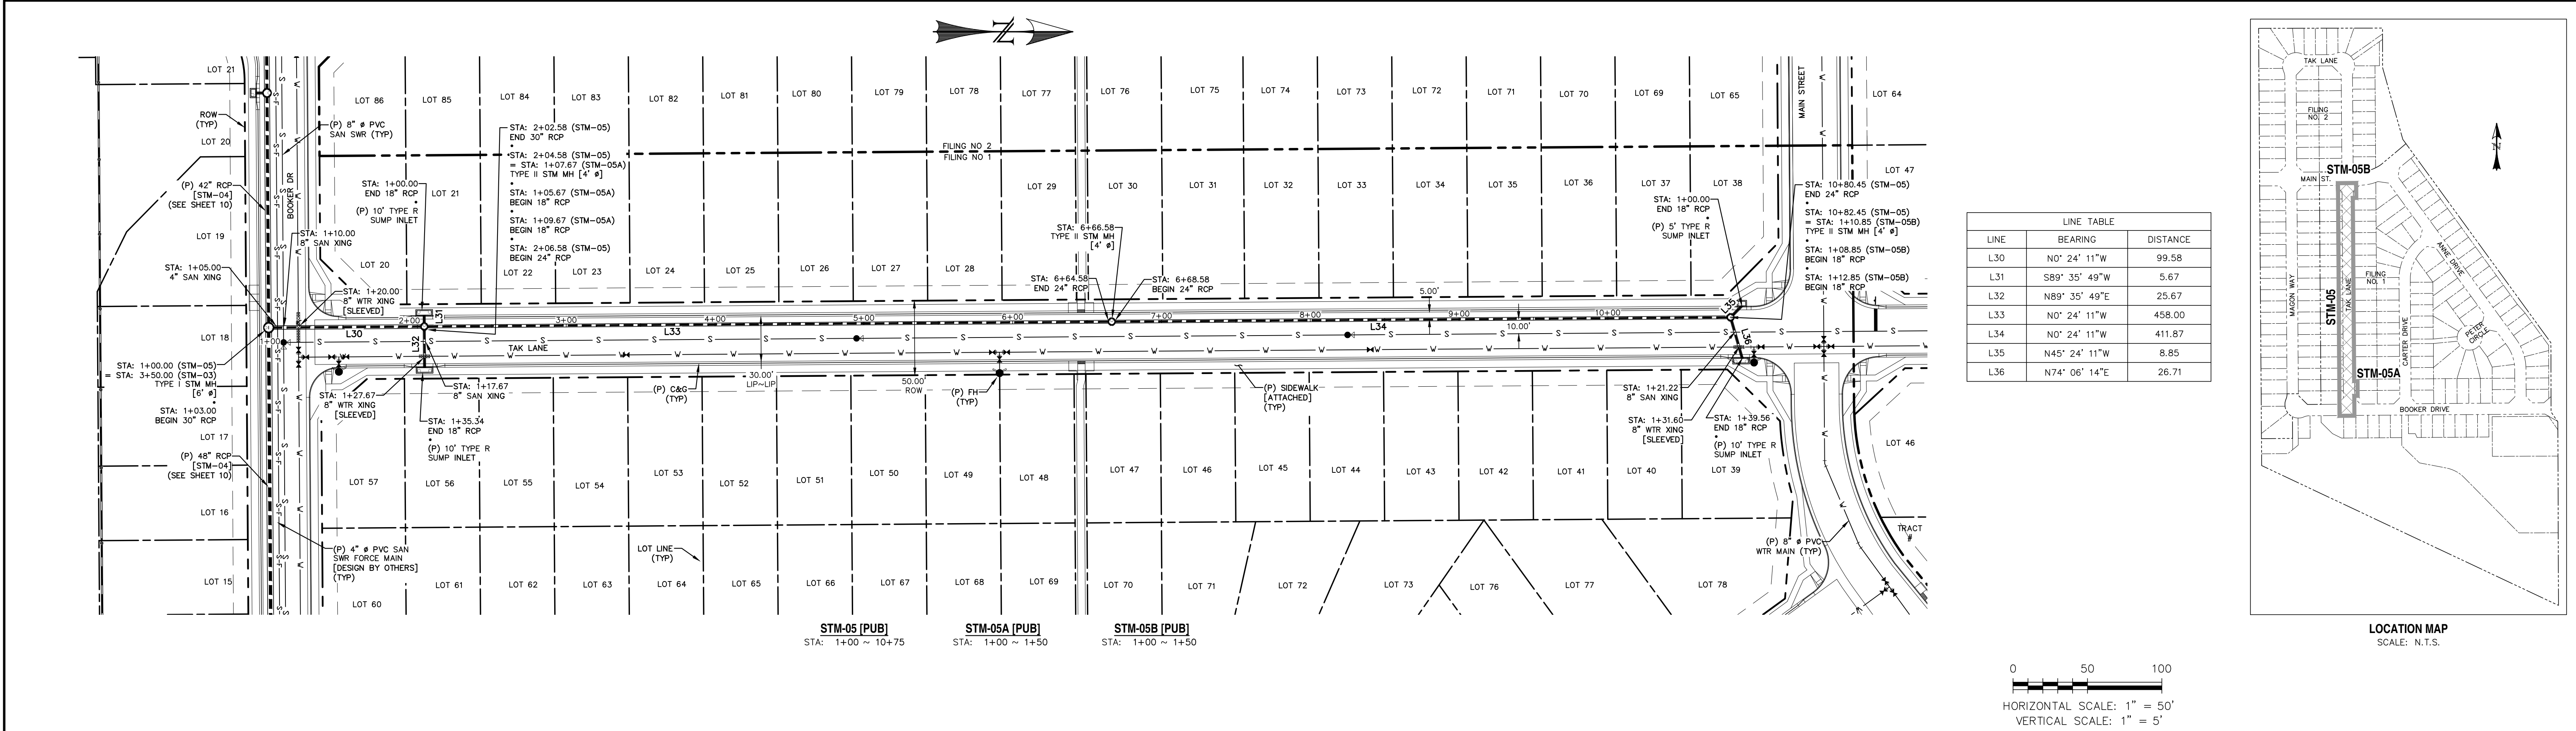 N
LOT 21
ROW
(TYP)
LOT 20
(P) 42" RCP
[STM-04]
(SEE SHEET 10)
LOT 19
STA: 1+05.00
4" SAN XING
LOT 18
STA: 1+00.00 (STM-05)
= STA: 3+50.00 (STM-03)
TYPE I STM MH
[6' ø]
•
STA: 1+03.00
BEGIN 30" RCP
LOT 17
(P) 48" RCP
[STM-04]
(SEE SHEET 10)
LOT 16
LOT 15
BOOKER DR
(P) 8" ø PVC
SAN SWR (TYP)
STA: 1+10.00
8" SAN XING
STA: 1+20.00
8" WTR XING
[SLEEVED]
(P) 4" ø PVC SAN
SWR FORCE MAIN
[DESIGN BY OTHERS]
(TYP)
LOT 86
LOT 85
LOT 84
LOT 83
LOT 82
LOT 81
LOT 80
LOT 79
LOT 78
LOT 77
LOT 76
LOT 75
LOT 74
LOT 73
LOT 72
LOT 71
LOT 70
LOT 69
LOT 65
MAIN STREET
LOT 64
STA: 2+02.58 (STM-05)
END 30" RCP
•
STA: 2+04.58 (STM-05)
= STA: 1+07.67 (STM-05A)
TYPE II STM MH [4' ø]
•
STA: 1+05.67 (STM-05A)
BEGIN 18" RCP
•
STA: 1+09.67 (STM-05A)
BEGIN 18" RCP
•
STA: 2+06.58 (STM-05)
BEGIN 24" RCP
FILING NO 2
FILING NO 1
STA: 1+00.00
END 18" RCP
•
(P) 10' TYPE R
SUMP INLET
LOT 21
LOT 20
LOT 22
LOT 23
LOT 24
LOT 25
LOT 26
LOT 27
LOT 28
LOT 29
LOT 30
LOT 31
LOT 32
LOT 33
LOT 34
LOT 35
LOT 36
LOT 37
LOT 38
LOT 47
STA: 6+66.58
TYPE II STM MH
[4' ø]
STA: 6+64.58
END 24" RCP
STA: 6+68.58
BEGIN 24" RCP
STA: 1+00.00
END 18" RCP
•
(P) 5' TYPE R
SUMP INLET
STA: 10+80.45 (STM-05)
END 24" RCP
•
STA: 10+82.45 (STM-05)
= STA: 1+10.85 (STM-05B)
TYPE II STM MH [4' ø]
•
STA: 1+08.85 (STM-05B)
BEGIN 18" RCP
•
STA: 1+12.85 (STM-05B)
BEGIN 18" RCP
1+00
L30
2+00
L31
L32
3+00
L33
4+00
5+00
6+00
7+00
8+00
L34
9+00
10+00
L35
L36
5.00'
10.00'
TAK LANE
30.00'
LIP~LIP
50.00'
ROW
STA: 1+27.67
8" WTR XING
[SLEEVED]
STA: 1+17.67
8" SAN XING
STA: 1+35.34
END 18" RCP
•
(P) 10' TYPE R
SUMP INLET
(P) C&G
(TYP)
(P) FH
(TYP)
(P) SIDEWALK
[ATTACHED]
(TYP)
STA: 1+21.22
8" SAN XING
STA: 1+31.60
8" WTR XING
[SLEEVED]
STA: 1+39.56
END 18" RCP
•
(P) 10' TYPE R
SUMP INLET
LOT 57
LOT 56
LOT 55
LOT 54
LOT 53
LOT 52
LOT 51
LOT 50
LOT 49
LOT 48
LOT 47
LOT 46
LOT 45
LOT 44
LOT 43
LOT 42
LOT 41
LOT 40
LOT 39
LOT 46
TRACT
#
(P) 8" ø PVC
WTR MAIN (TYP)
LOT LINE
(TYP)
LOT 60
LOT 61
LOT 62
LOT 63
LOT 64
LOT 65
LOT 66
LOT 67
LOT 68
LOT 69
LOT 70
LOT 71
LOT 72
LOT 73
LOT 76
LOT 77
LOT 78
STM-05 [PUB]
STA: 1+00 ~ 10+75
STM-05A [PUB]
STA: 1+00 ~ 1+50
STM-05B [PUB]
STA: 1+00 ~ 1+50
LINE TABLE
LINE BEARING DISTANCE
L30 N0° 24' 11"W 99.58
L31 S89° 35' 49"W 5.67
L32 N89° 35' 49"E 25.67
L33 N0° 24' 11"W 458.00
L34 N0° 24' 11"W 411.87
L35 N45° 24' 11"W 8.85
L36 N74° 06' 14"E 26.71
0 50 100
HORIZONTAL SCALE: 1" = 50'
VERTICAL SCALE: 1" = 5'
TAK LANE
FILING
NO. 2
N
STM-05B
MAIN ST.
MAGON WAY
STM-05
TAK LANE
FILING
NO. 1
ANNE DRIVE
CARTER DRIVE
PETER
CIRCLE
STM-05A
BOOKER DRIVE
LOCATION MAP
SCALE: N.T.S.